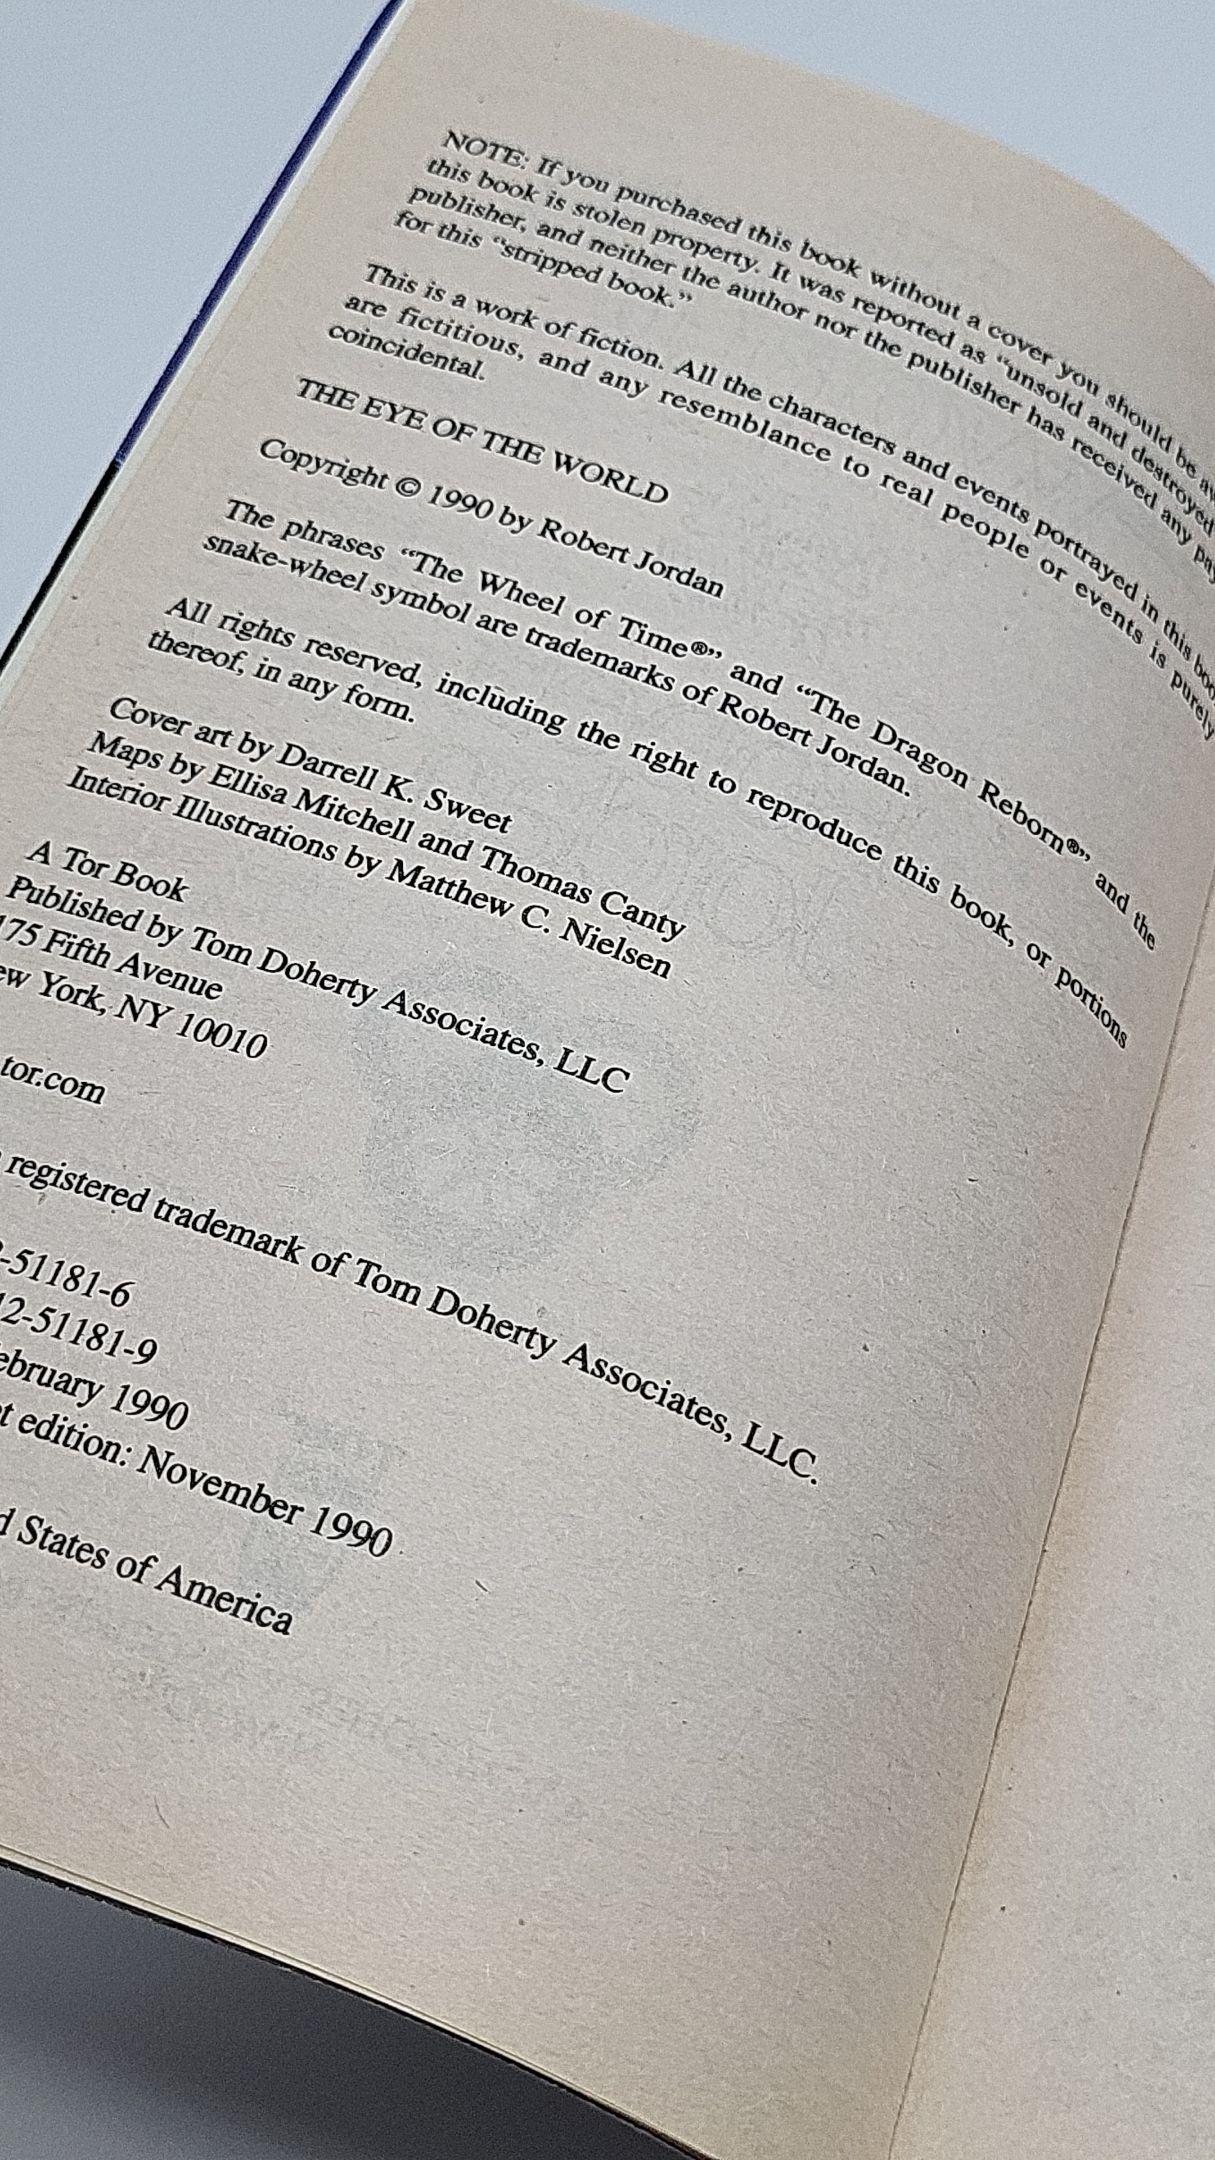 NOTE: If you purchased this book without a cover you should be
this book is stolen property. It was reported as “unsold and destroyed
publisher, and neither the author nor the publisher has received any
for this “stripped book.”
This is a work of fiction. All the characters and events portrayed in this
are fictitious, and any resemblance to real people or events is purely
coincidental.
THE EYE OF THE WORLD
Copyright © 1990 by Robert Jordan
The phrases “The Wheel of Time®” and “The Dragon Reborn®” and the
snake-wheel symbol are trademarks of Robert Jordan.
All rights reserved, including the right to reproduce this book, or portions
thereof, in any form.
Cover art by Darrell K. Sweet
Maps by Ellisa Mitchell and Thomas Canty
Interior Illustrations by Matthew C. Nielsen
A Tor Book
Published by Tom Doherty Associates, LLC
175 Fifth Avenue
ew York, NY 10010
tor.com
registered trademark of Tom Doherty Associates, LLC.
-51181-6
12-51181-9
ebruary 1990
t edition: November 1990
d States of America